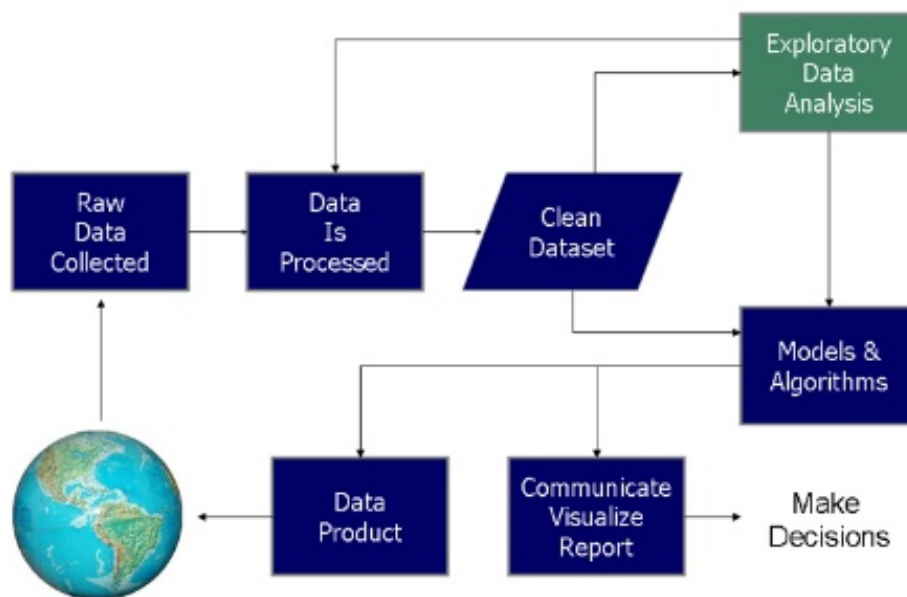 Exploratory
Data
Analysis
Raw
Data
Collected
Data
Is
Processed
Clean
Dataset
Models &
Algorithms
Data
Product
Communicate
Visualize
Report
Make
Decisions